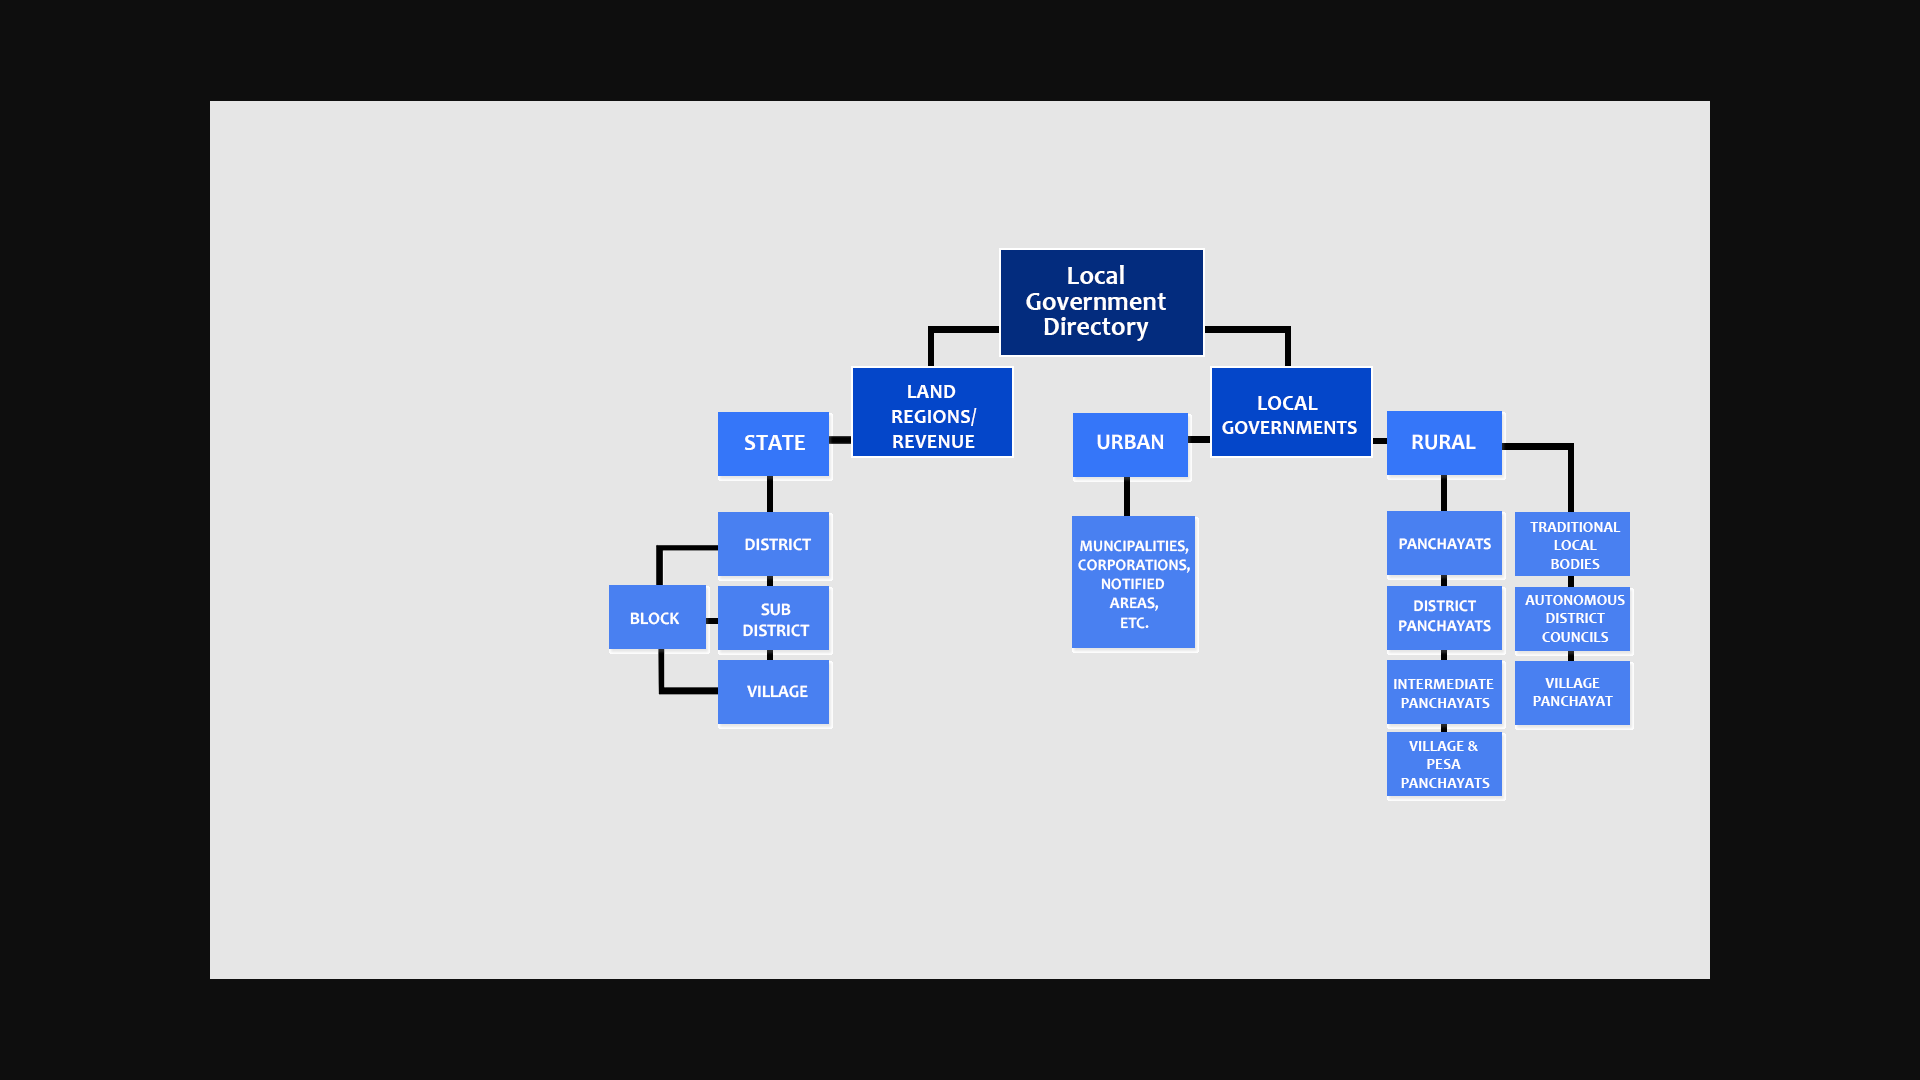 Local
Government
Directory
LAND
REGIONS/
REVENUE
LOCAL
GOVERNMENTS
STATE
URBAN
RURAL
DISTRICT
BLOCK
SUB
DISTRICT
VILLAGE
MUNCIPALITIES,
CORPORATIONS,
NOTIFIED
AREAS,
ETC.
PANCHAYATS
DISTRICT
PANCHAYATS
INTERMEDIATE
PANCHAYATS
VILLAGE &
PESA
PANCHAYATS
TRADITIONAL
LOCAL
BODIES
AUTONOMOUS
DISTRICT
COUNCILS
VILLAGE
PANCHAYAT